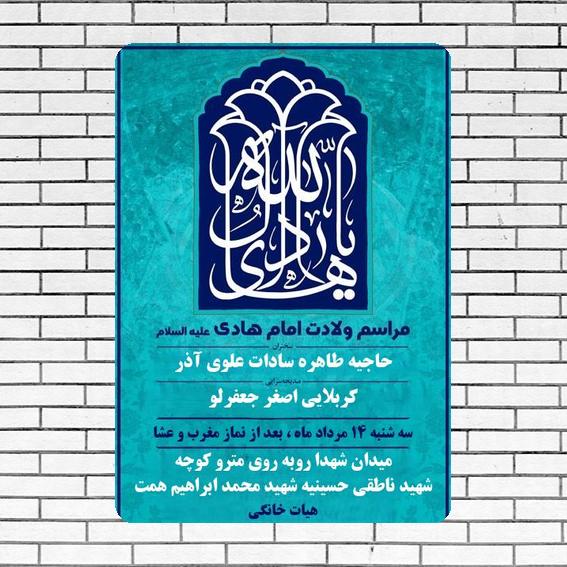 مراسم ولادت امام هادی علیه السلام
سخنران
حاجیه طاهره سادات علوی آذر
مدیحه‌سرایی
کربلایی اصغر جعفرلو
سه شنبه ۱۴ مرداد ماه ، بعد از نماز مغرب و عشا
میدان شهدا روبه روی مترو کوچه
شهید ناطقی حسینیه شهید محمد ابراهیم همت
هیات خانگی